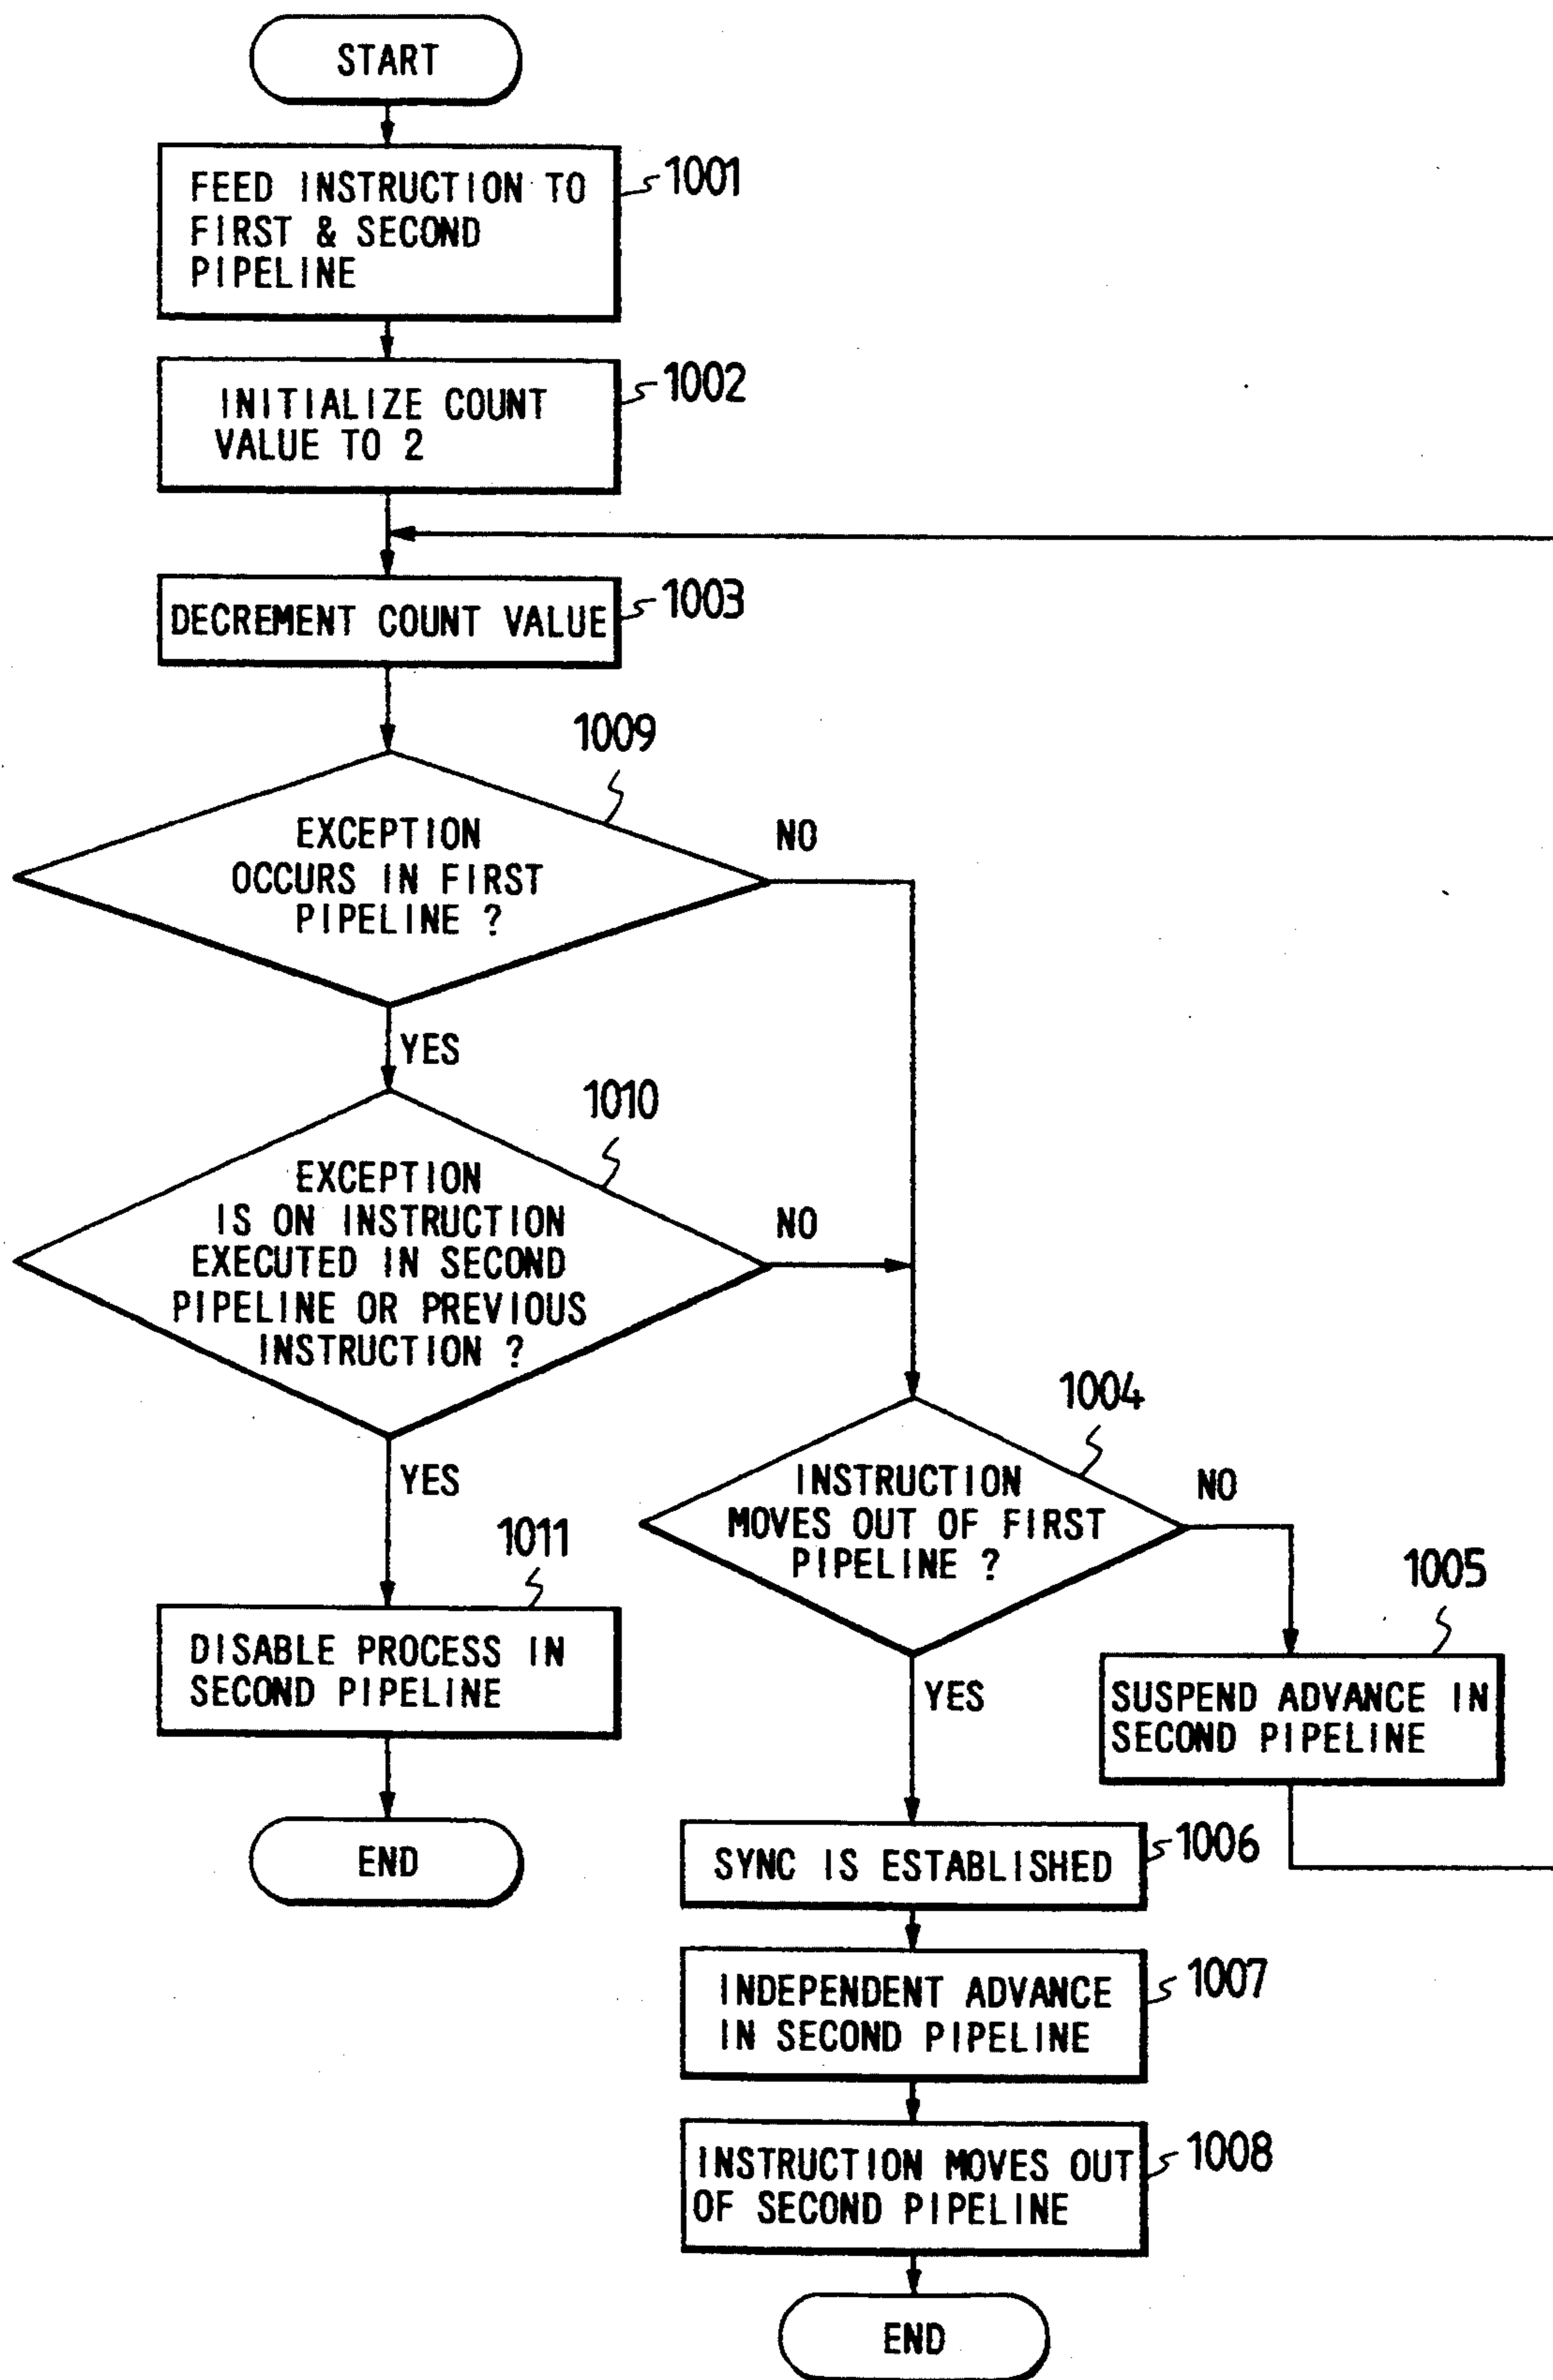 START
FEED INSTRUCTION TO
FIRST & SECOND
PIPELINE
1001
INITIALIZE COUNT
VALUE TO 2
1002
DECREMENT COUNT VALUE
1003
1009
EXCEPTION
OCCURS IN FIRST
PIPELINE ?
NO
YES
1010
EXCEPTION
IS ON INSTRUCTION
EXECUTED IN SECOND
PIPELINE OR PREVIOUS
INSTRUCTION ?
NO
YES
1011
DISABLE PROCESS IN
SECOND PIPELINE
END
1004
INSTRUCTION
MOVES OUT OF FIRST
PIPELINE ?
NO
YES
1005
SUSPEND ADVANCE IN
SECOND PIPELINE
SYNC IS ESTABLISHED
1006
INDEPENDENT ADVANCE
IN SECOND PIPELINE
1007
INSTRUCTION MOVES OUT
OF SECOND PIPELINE
1008
END